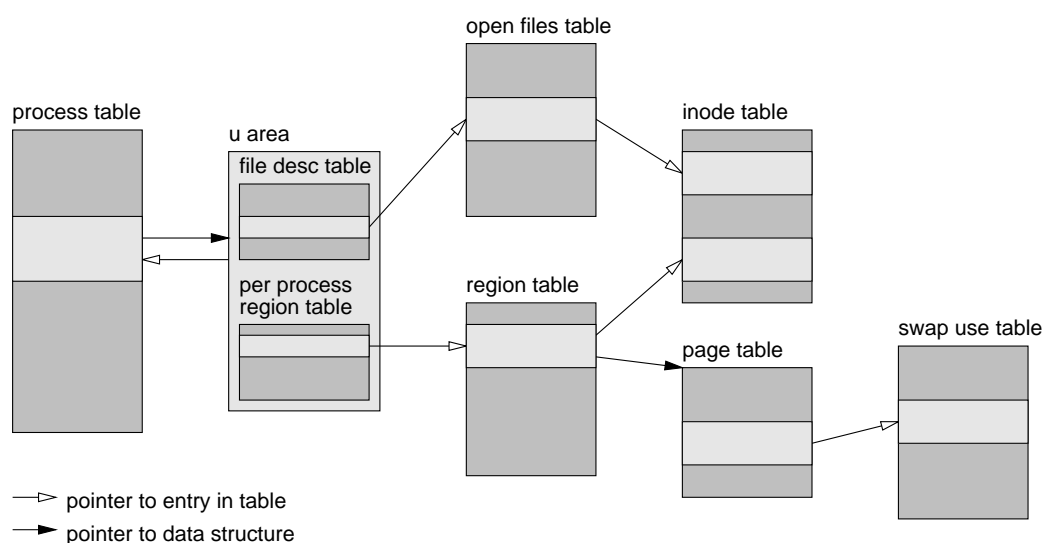 open files table
process table
inode table
u area
file desc table
per process
region table
region table
swap use table
page table
pointer to entry in table
pointer to data structure